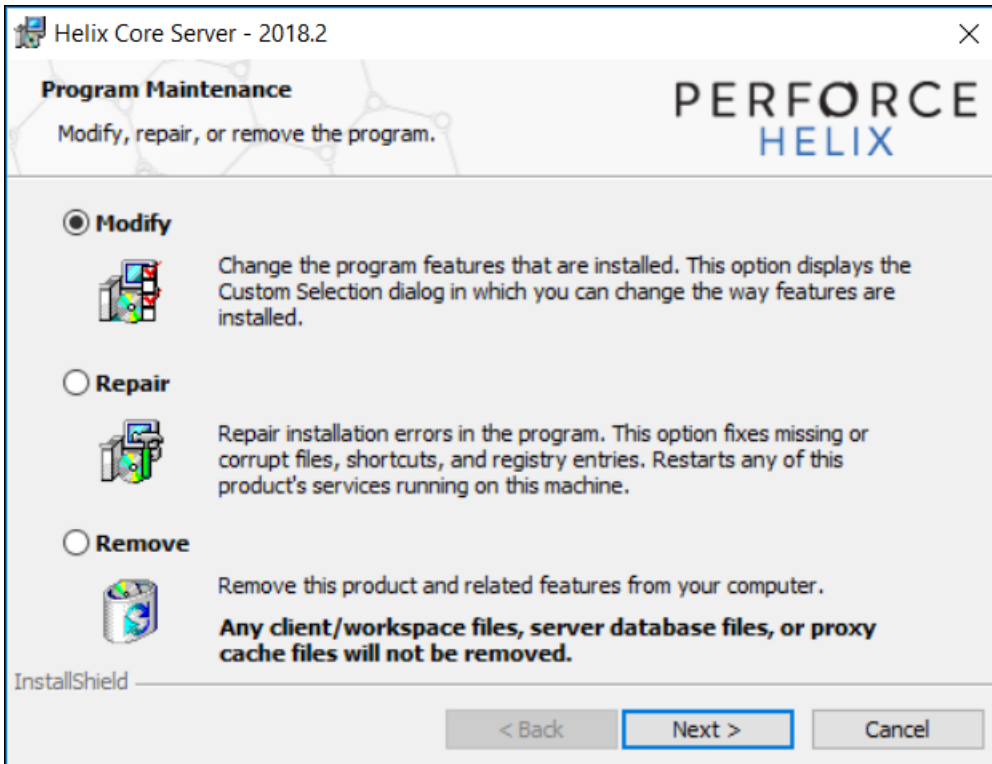 Helix Core Server - 2018.2
Program Maintenance
Modify, repair, or remove the program.
PERFORCE
HELIX
Modify
Change the program features that are installed. This option displays the
Custom Selection dialog in which you can change the way features are
installed.
Repair
Repair installation errors in the program. This option fixes missing or
corrupt files, shortcuts, and registry entries. Restarts any of this
product's services running on this machine.
Remove
Remove this product and related features from your computer.
Any client/workspace files, server database files, or proxy
cache files will not be removed.
InstallShield
< Back
Next >
Cancel